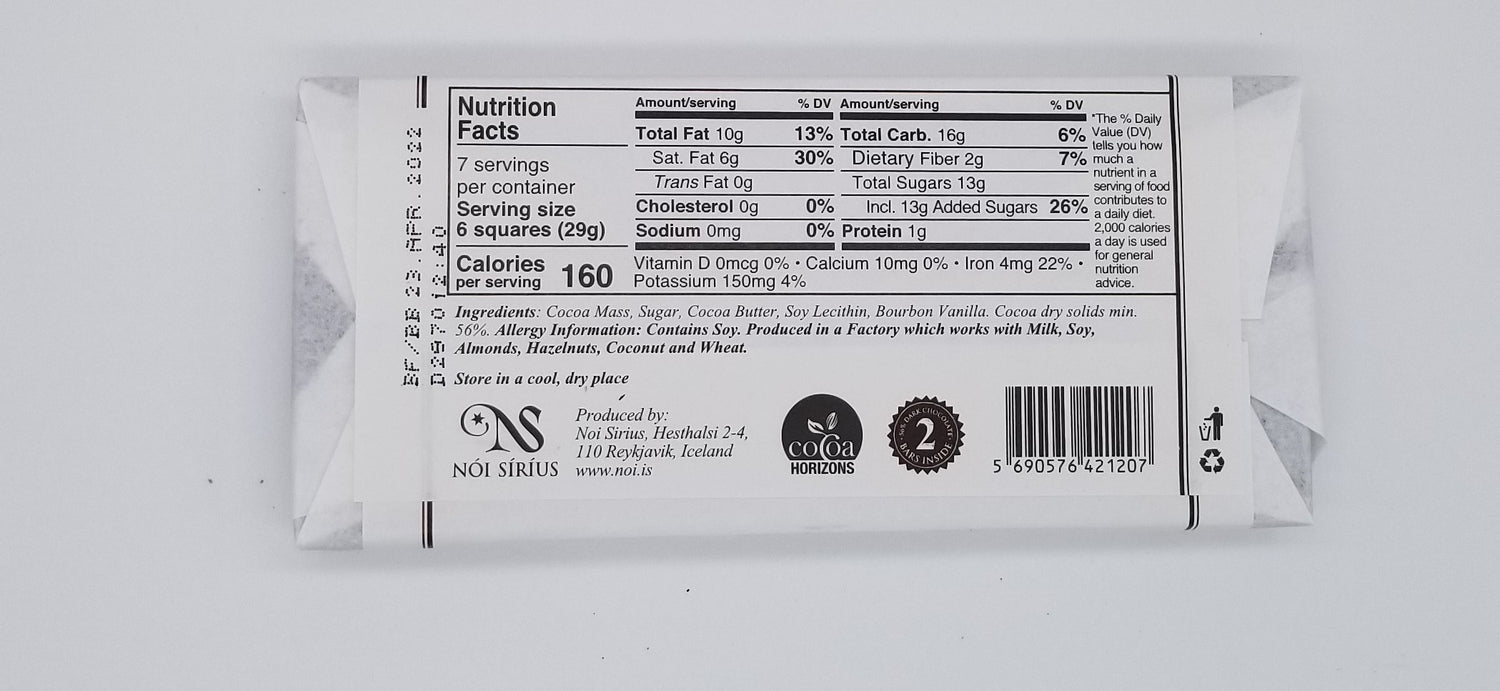 Nutrition
Facts
7 servings
per container
Serving size
6 squares (29g)
Calories
per serving 160
Amount/serving % DV
Total Fat 10g 13%
Sat. Fat 6g 30%
Trans Fat 0g
Cholesterol 0g 0%
Sodium 0mg 0%
Amount/serving % DV
Total Carb. 16g 6%
Dietary Fiber 2g 7%
Total Sugars 13g
Incl. 13g Added Sugars 26%
Protein 1g
Vitamin D 0mcg 0% • Calcium 10mg 0% • Iron 4mg 22% •
Potassium 150mg 4%
*The % Daily
Value (DV)
tells you how
much a
nutrient in a
serving of food
contributes to
a daily diet.
2,000 calories
a day is used
for general
nutrition
advice.
Ingredients: Cocoa Mass, Sugar, Cocoa Butter, Soy Lecithin, Bourbon Vanilla. Cocoa dry solids min.
56%. Allergy Information: Contains Soy. Produced in a Factory which works with Milk, Soy,
Almonds, Hazelnuts, Coconut and Wheat.
Store in a cool, dry place
NS
NÓI SÍRÍUS
Produced by:
Noi Sirius, Hesthalsi 2-4,
110 Reykjavik, Iceland
www.noi.is
cocoa
HORIZONS
56% DARK CHOCOLATE
2
BARS INSIDE
5 690576 421207